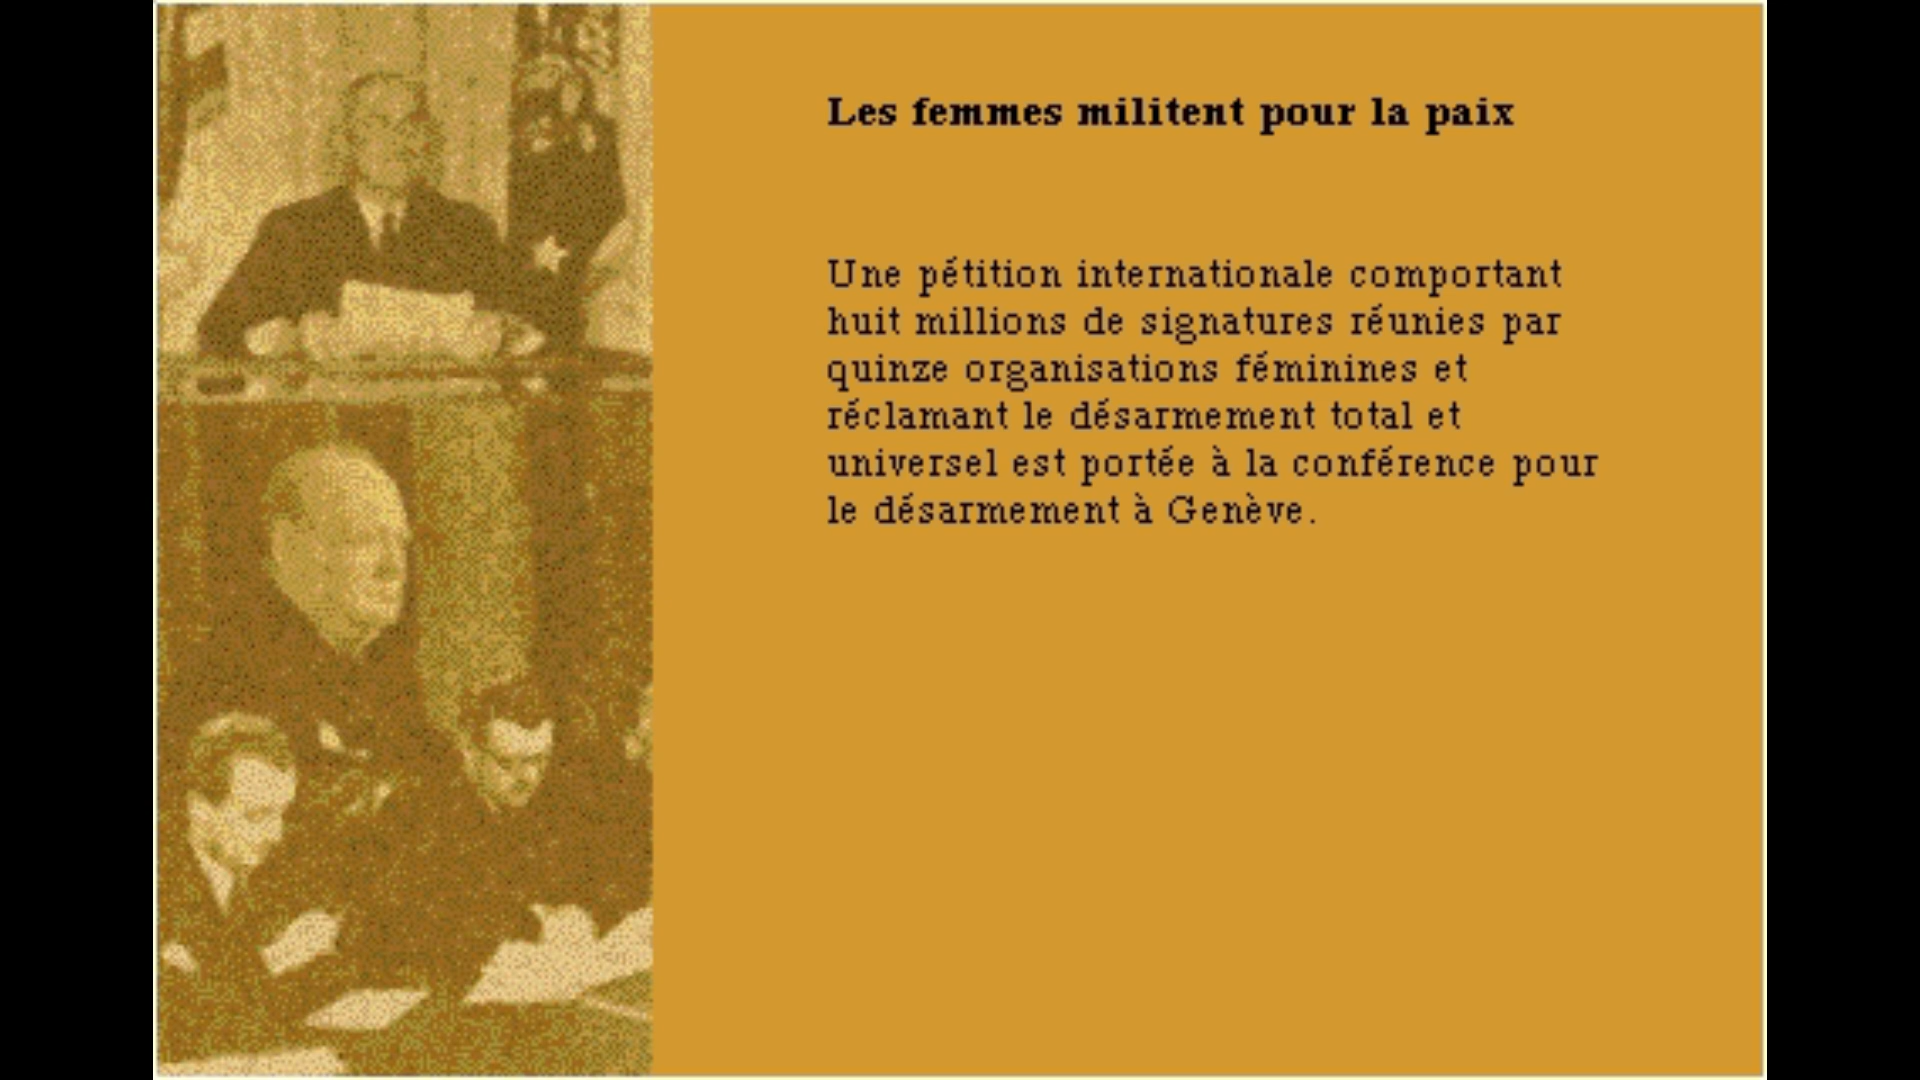 Les femmes militent pour la paix
Une pétition internationale comportant
huit millions de signatures réunies par
quinze organisations féminines et
réclamant le désarmement total et
universel est portée à la conférence pour
le désarmement à Genève.